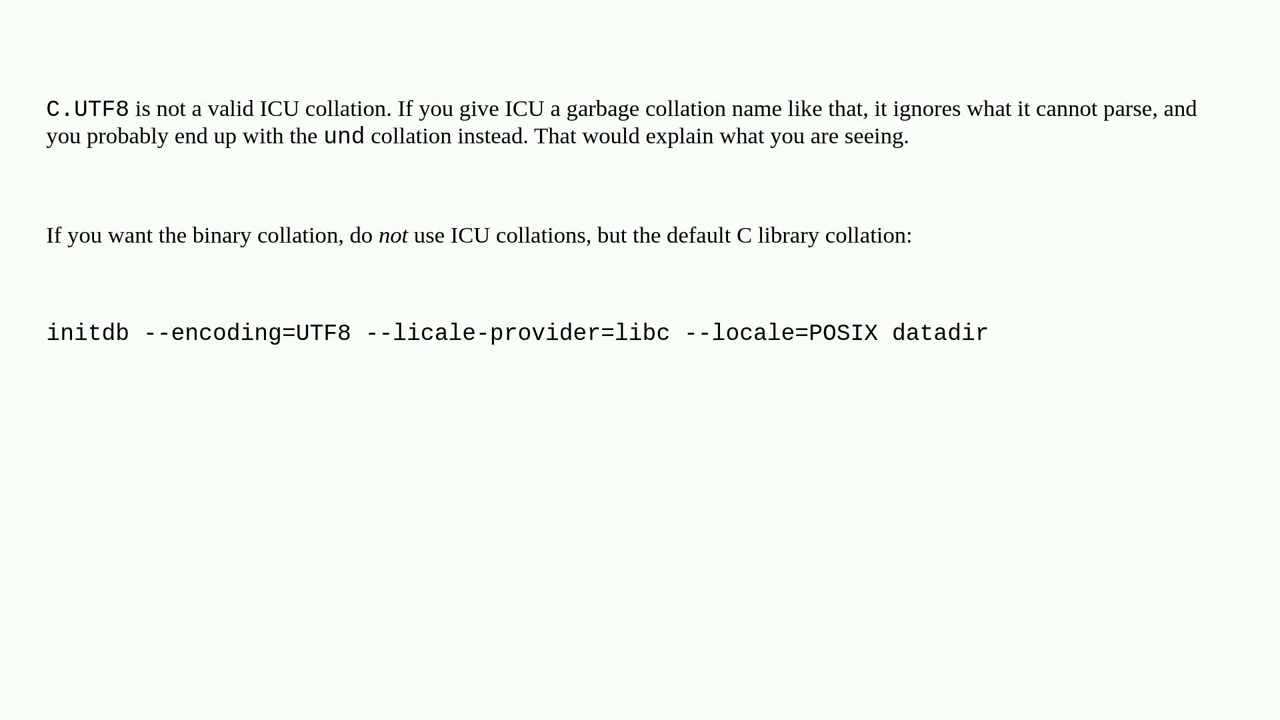 C.UTF8 is not a valid ICU collation. If you give ICU a garbage collation name like that, it ignores what it cannot parse, and
you probably end up with the und collation instead. That would explain what you are seeing.
If you want the binary collation, do not use ICU collations, but the default C library collation:
initdb --encoding=UTF8 --licale-provider=libc --locale=POSIX datadir